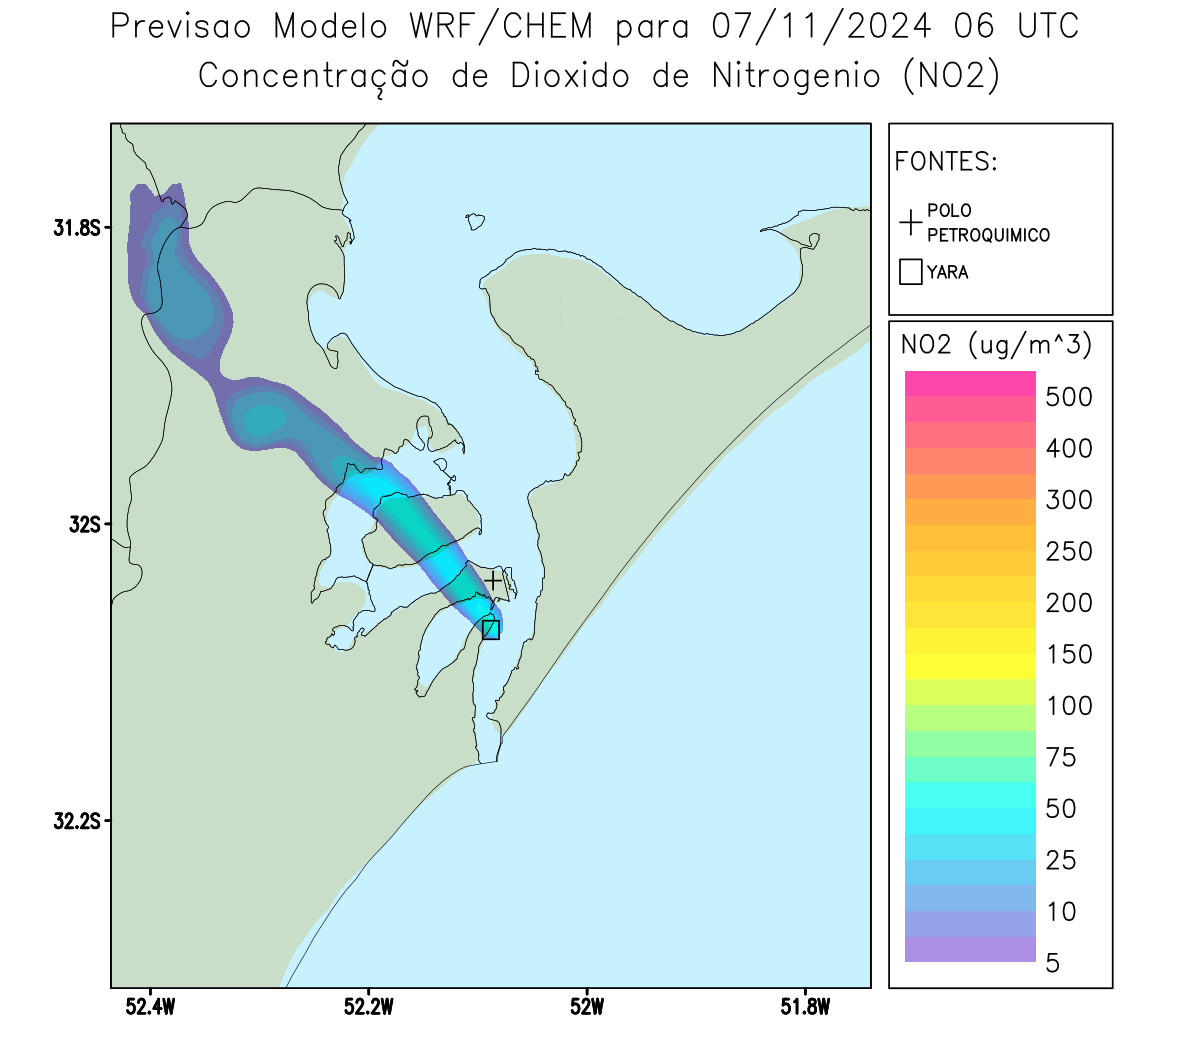 Previsao Modelo WRF/CHEM para 07/11/2024 06 UTC
Concentração de Dioxido de Nitrogenio (NO2)
FONTES:
POLO
PETROQUIMICO
YARA
NO2 (ug/m^3)
500
400
300
250
200
150
100
75
50
25
10
5
31.8S
32S
32.2S
52.4W
52.2W
52W
51.8W